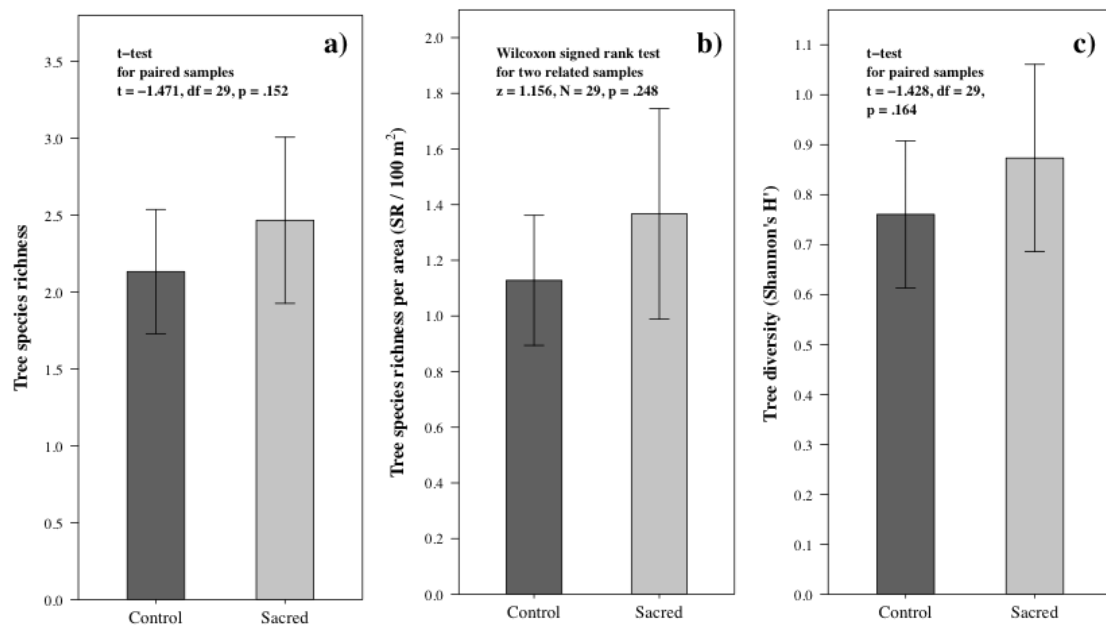 a)
t−test
for paired samples
t = −1.471, df = 29, p = .152
Tree species richness
3.5
3.0
2.5
2.0
1.5
1.0
0.5
0.0
Control Sacred
b)
Wilcoxon signed rank test
for two related samples
z = 1.156, N = 29, p = .248
Tree species richness per area (SR / 100 m²)
2.0
1.8
1.6
1.4
1.2
1.0
0.8
0.6
0.4
0.2
0.0
Control Sacred
c)
t−test
for paired samples
t = −1.428, df = 29,
p = .164
Tree diversity (Shannon's H')
1.1
1.0
0.9
0.8
0.7
0.6
0.5
0.4
0.3
0.2
0.1
0.0
Control Sacred